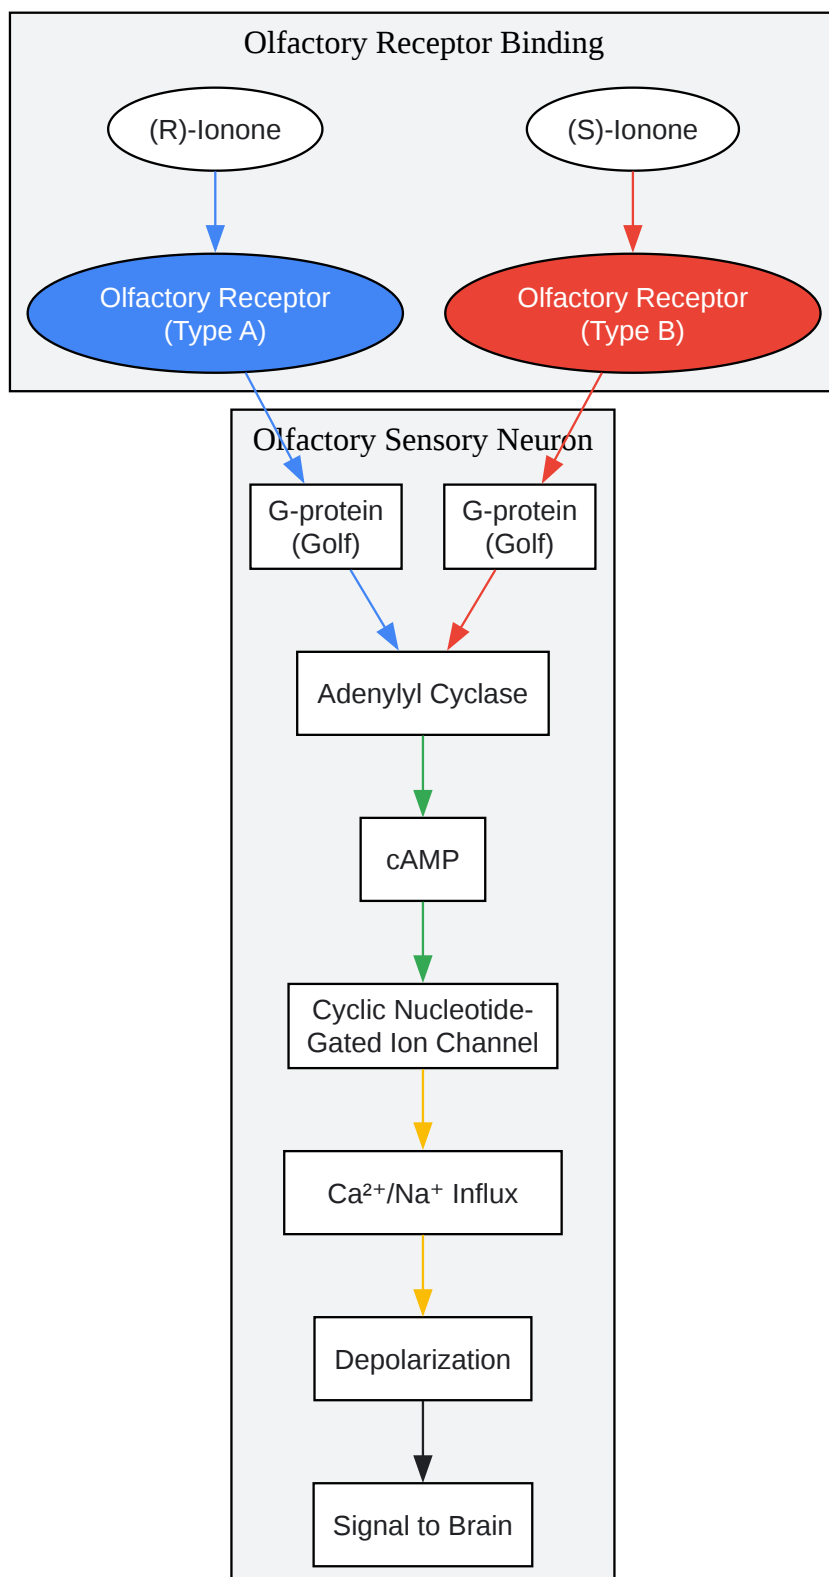 Olfactory Receptor Binding
(R)-Ionone
(S)-Ionone
Olfactory Receptor
(Type A)
Olfactory Receptor
(Type B)
Olfactory Sensory Neuron
G-protein
(Golf)
G-protein
(Golf)
Adenylyl Cyclase
cAMP
Cyclic Nucleotide-
Gated Ion Channel
Ca²⁺/Na⁺ Influx
Depolarization
Signal to Brain